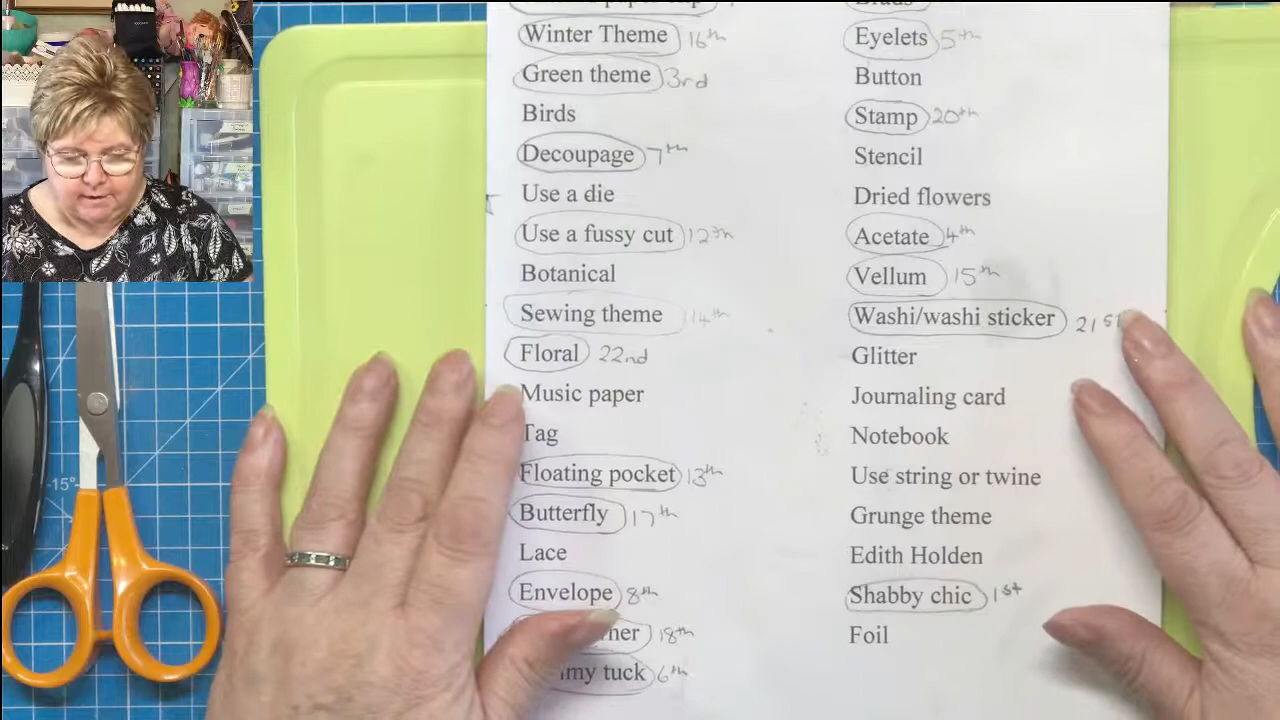 Winter Theme 16th
Green theme 3rd
Birds
Decoupage 7th
Use a die
Use a fussy cut 12th
Botanical
Sewing theme 14th
Floral 22nd
Music paper
Tag
Floating pocket 13th
Butterfly 17th
Lace
Envelope 8th
18th
tuck 6th
Eyelets 5th
Button
Stamp 20th
Stencil
Dried flowers
Acetate 4th
Vellum 15th
Washi/washi sticker 21st
Glitter
Journaling card
Notebook
Use string or twine
Grunge theme
Edith Holden
Shabby chic 1st
Foil
15°